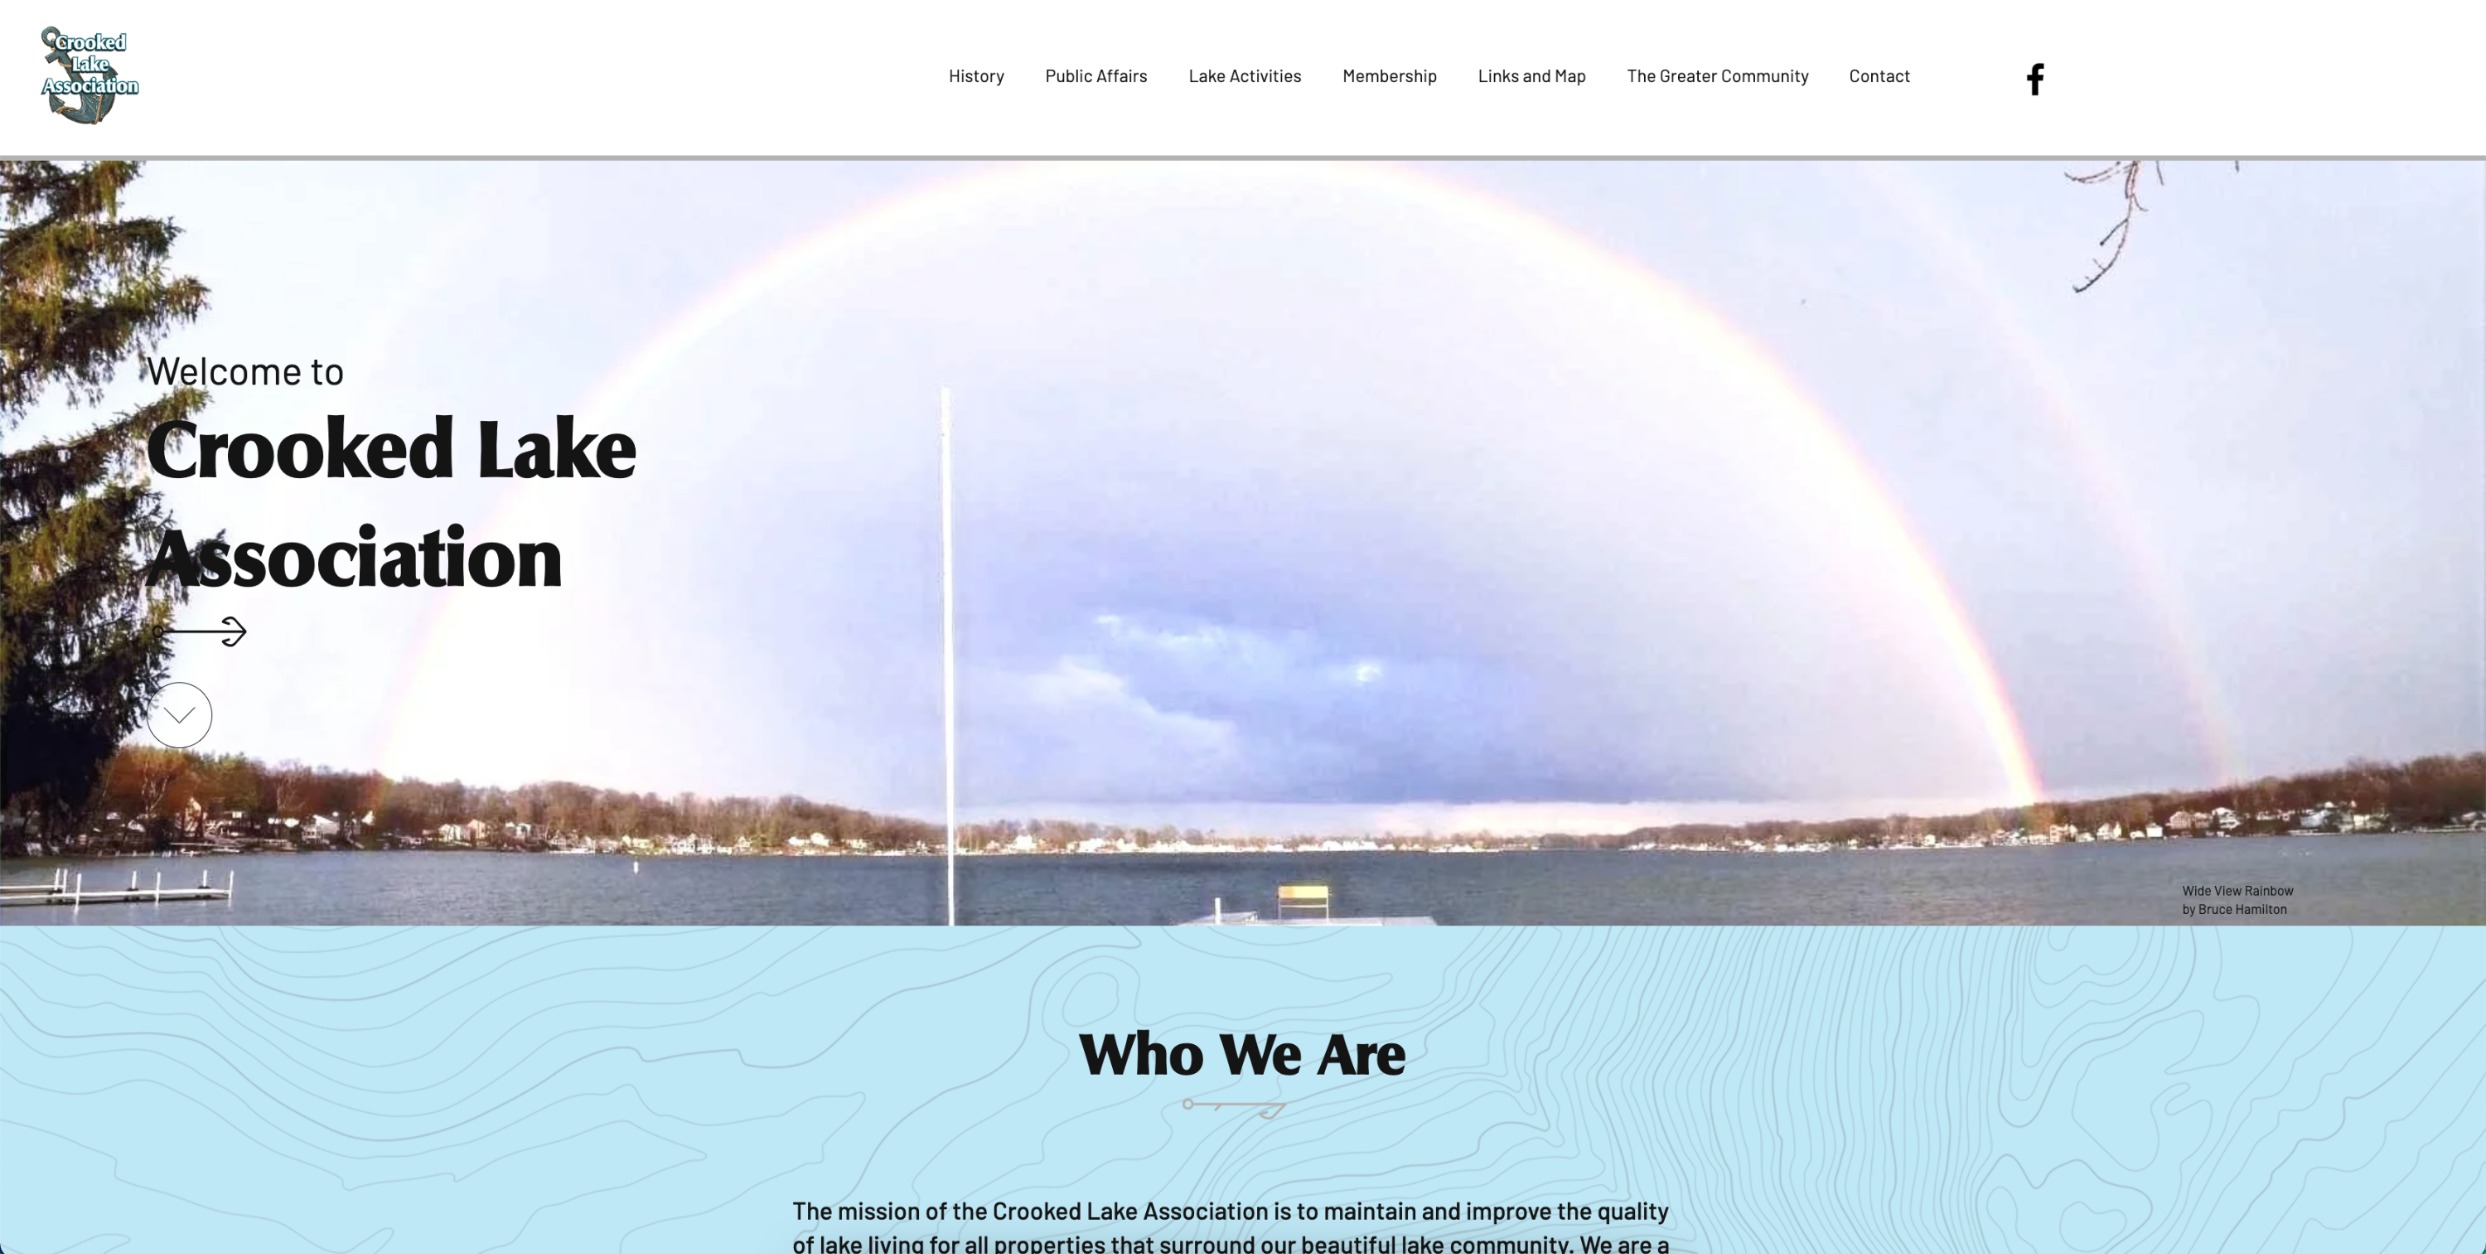 Crooked
Lake
Association
History
Public Affairs
Lake Activities
Membership
Links and Map
The Greater Community
Contact
Welcome to
Crooked Lake
Association
Wide View Rainbow
by Bruce Hamilton
Who We Are
The mission of the Crooked Lake Association is to maintain and improve the quality
of lake living for all properties that surround our beautiful lake community. We are a